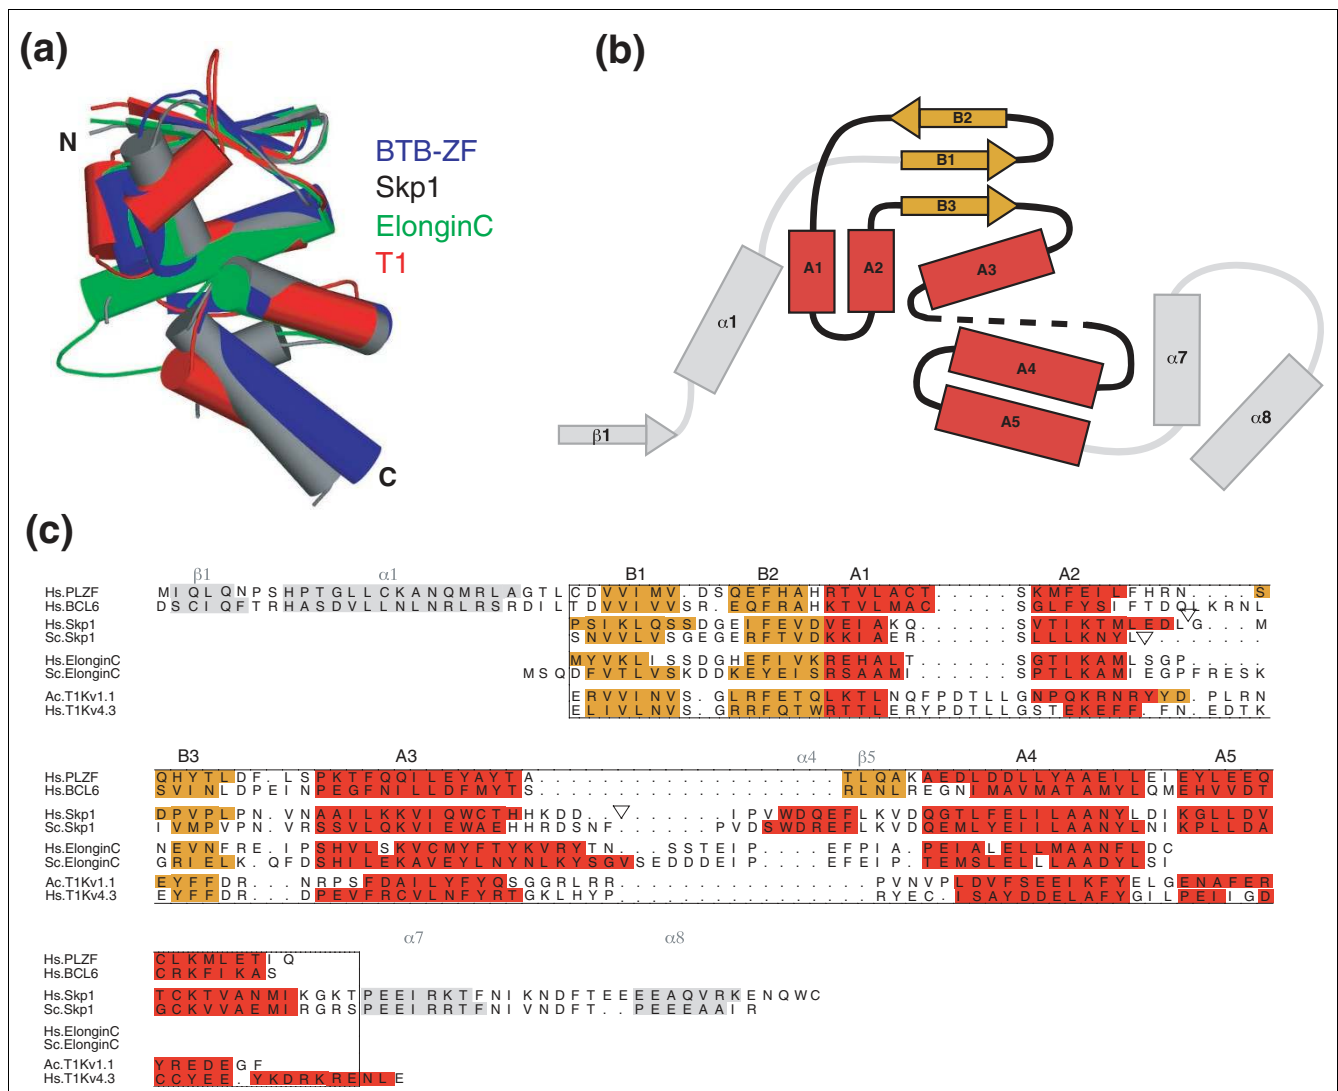 (a)
N
BTB-ZF
Skp1
ElonginC
T1
C
(b)
B2
B1
B3
A1
A2
A3
A4
A5
α1
β1
α7
α8
(c)
β1 α1 B1 B2 A1 A2
Hs.PLZF M I Q L Q N P S H P T G L L C K A N Q M R L A G T L C D V V I M V . D S Q E F H A H R T V L A C T . . . . . . S K M F E I L F H R N . . . . S
Hs.BCL6 D S C I Q F T R H A S D V L L N L N R L R S R D I L T D V V I V V S R . E Q F R A H K T V L M A C . . . . . . S G L F Y S I F T D Q L K R N L
Hs.Skp1 P S I K L Q S S D G E I F E V D V E I A K Q . . . . . . S V T I K T M L E D L G . . . M
Sc.Skp1 S N V V L V S G E G E R F T V D K K I A E R . . . . . . S L L L K N Y L
Hs.ElonginC M Y V K L I S S D G H E F I V K R E H A L T . . . . . . S G T I K A M L S G P . . . . .
Sc.ElonginC M S Q D F V T L V S K D D K E Y E I S R S A A M I . . . . . . S P T L K A M I E G P F R E S K
Ac.T1Kv1.1 E R V V I N V S . G L R F E T Q L K T L N Q F P D T L L G N P Q K R N R Y Y D . P L R N
Hs.T1Kv4.3 E L I V L N V S . G R R F Q T W R T T L E R Y P D T L L G S T E K E F F . F N . E D T K
B3 A3 α4 β5 A4 A5
Hs.PLZF Q H Y T L D F . L S P K T F Q Q I L E Y A Y T A . . . . . . . . . . . . . . . . . . . T L Q A K A E D L D D L L Y A A E I L E I E Y L E E Q
Hs.BCL6 S V I N L D P E I N P E G F N I L L D F M Y T S . . . . . . . . . . . . . . . . . . . R L N L R E G N I M A V M A T A M Y L Q M E H V V D T
Hs.Skp1 D P V P L P N . V N A A I L K K V I Q W C T H H K D D . . . . . . . . . I P V W D Q E F L K V D Q G T L F E L I L A A N Y L D I K G L L D V
Sc.Skp1 I V M P V P N . V R S S V L Q K V I E W A E H H R D S N F . . . . . . P V D S W D R E F L K V D Q E M L Y E I I L A A N Y L N I K P L L D A
Hs.ElonginC N E V N F R E . I P S H V L S K V C M Y F T Y K V R Y T N . . . S S T E I P . . . . E F P I A . P E I A L E L L M A A N F L D C
Sc.ElonginC G R I E L K . Q F D S H I L E K A V E Y L N Y N L K Y S G V S E D D D E I P . . . . E F E I P . T E M S L E L L L A A D Y L S I
Ac.T1Kv1.1 E Y F F D R . . . N R P S F D A I L Y F Y Q S G G R L R R . . . . . . . . . . . . . . . . P V N V P L D V F S E E I K F Y E L G E N A F E R
Hs.T1Kv4.3 E Y F F D R . . . D P E V F R C V L N F Y R T G K L H Y P . . . . . . . . . . . . . . . . R Y E C . I S A Y D D E L A F Y G I L P E I I G D
α7 α8
Hs.PLZF C L K M L E T I Q
Hs.BCL6 C R K F I K A S
Hs.Skp1 T C K T V A N M I K G K T P E E I R K T F N I K N D F T E E E E A Q V R K E N Q W C
Sc.Skp1 G C K V V A E M I R G R S P E E I R R T F N I V N D F T . . P E E E A A I R
Hs.ElonginC
Sc.ElonginC
Ac.T1Kv1.1 Y R E D E G F
Hs.T1Kv4.3 C C Y E E . Y K D R K R E N L E